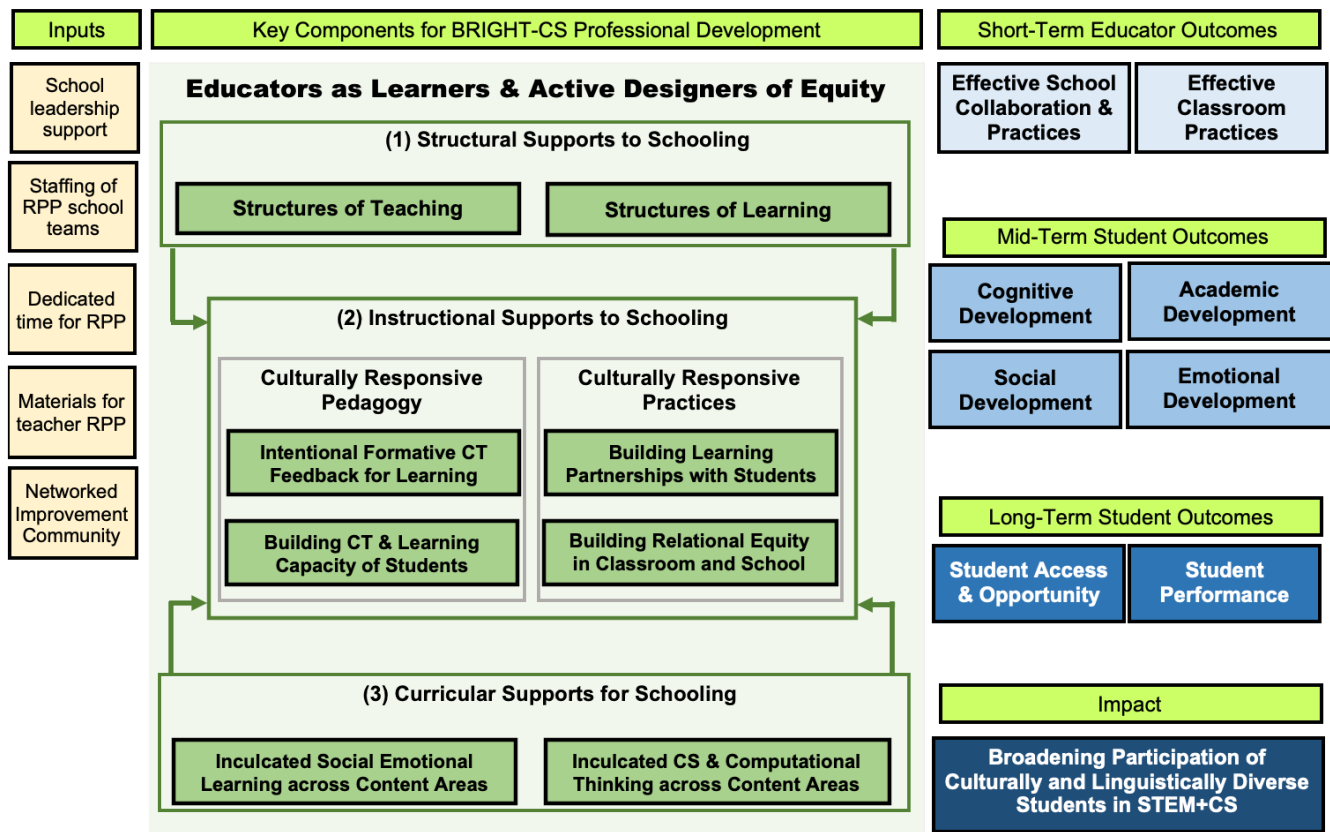 Inputs
School
leadership
support
Staffing of
RPP school
teams
Dedicated
time for RPP
Materials for
teacher RPP
Networked
Improvement
Community
Key Components for BRIGHT-CS Professional Development
Educators as Learners & Active Designers of Equity
(1) Structural Supports to Schooling
Structures of Teaching
Structures of Learning
(2) Instructional Supports to Schooling
Culturally Responsive
Pedagogy
Intentional Formative CT
Feedback for Learning
Building CT & Learning
Capacity of Students
Culturally Responsive
Practices
Building Learning
Partnerships with Students
Building Relational Equity
in Classroom and School
(3) Curricular Supports for Schooling
Inculcated Social Emotional
Learning across Content Areas
Inculcated CS & Computational
Thinking across Content Areas
Short-Term Educator Outcomes
Effective School
Collaboration &
Practices
Effective
Classroom
Practices
Mid-Term Student Outcomes
Cognitive
Development
Academic
Development
Social
Development
Emotional
Development
Long-Term Student Outcomes
Student Access
& Opportunity
Student
Performance
Impact
Broadening Participation of
Culturally and Linguistically Diverse
Students in STEM+CS